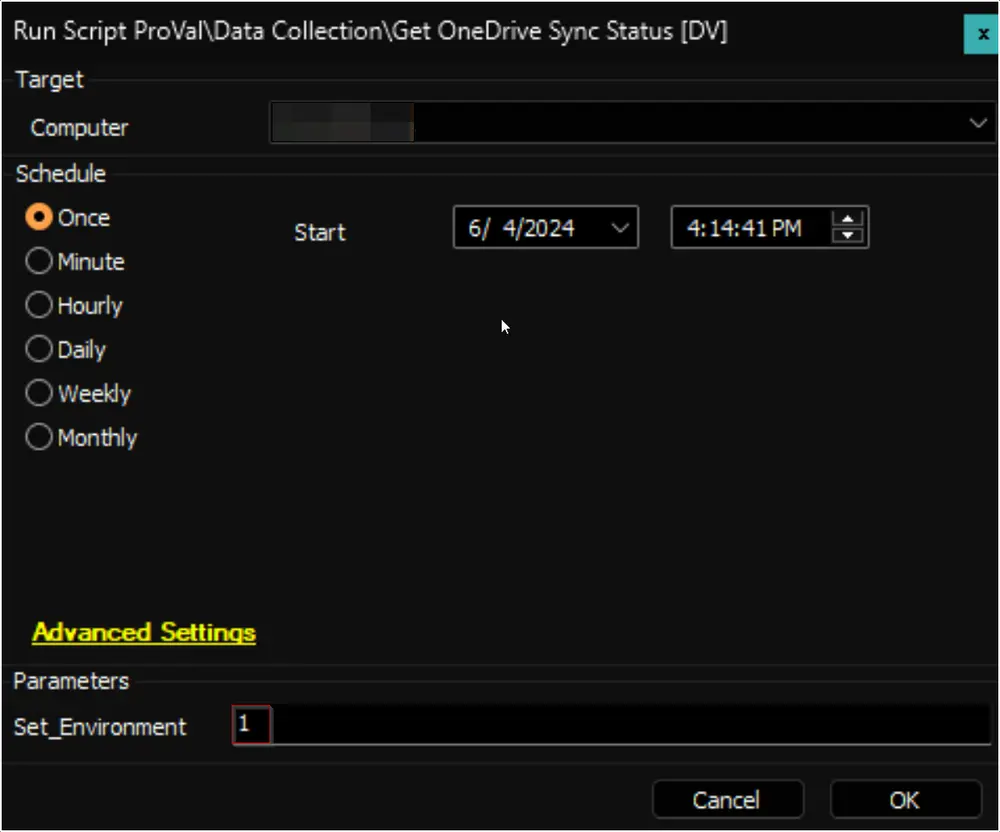 Run Script ProVal\Data Collection\Get OneDrive Sync Status [DV]
x
Target
Computer
Schedule
Once
Start
6/ 4/2024
4:14:41 PM
Minute
Hourly
Daily
Weekly
Monthly
Advanced Settings
Parameters
Set_Environment
1
Cancel
OK